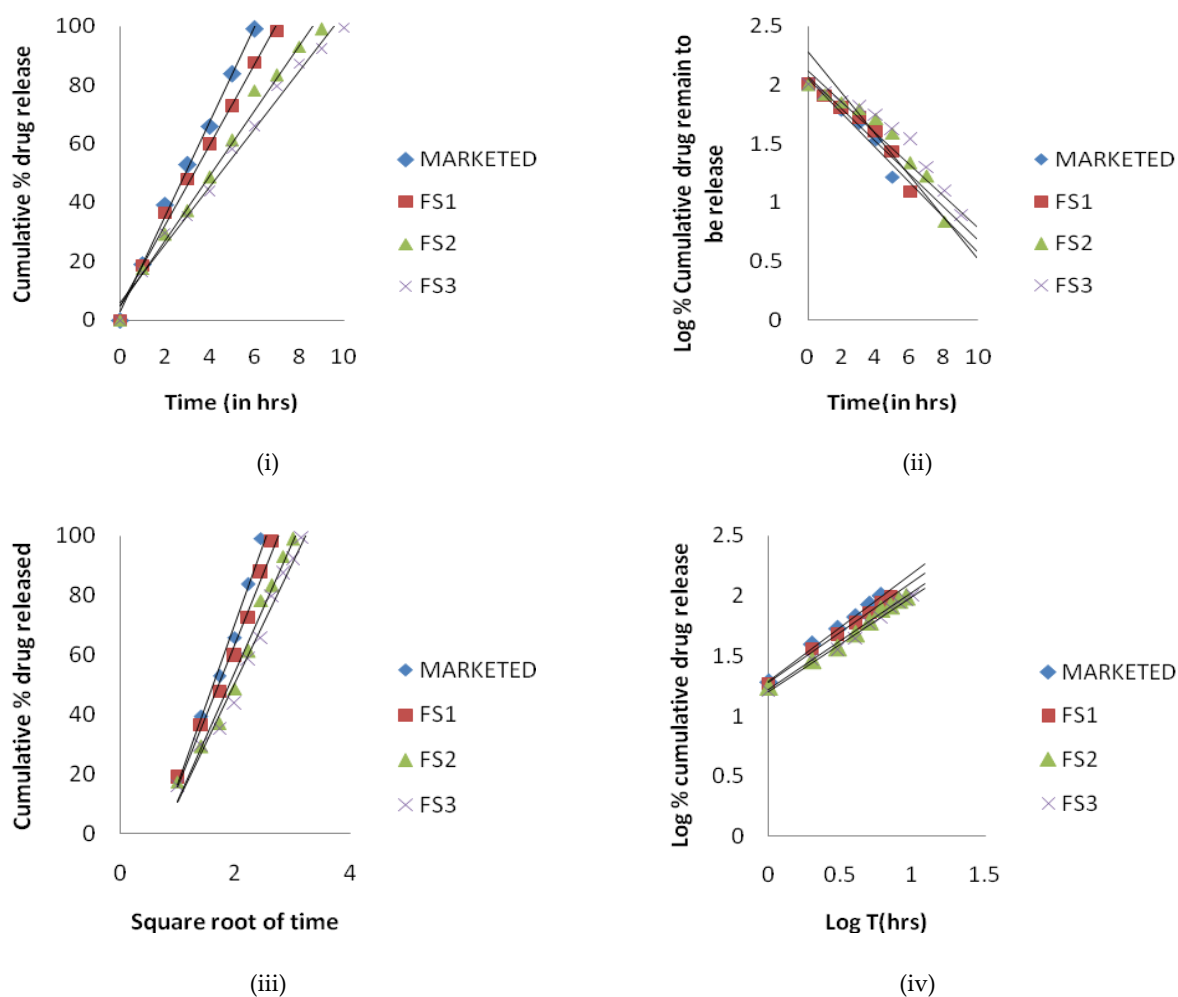 Cumulative % drug release
100
80
60
40
20
0
0 2 4 6 8 10
Time (in hrs)
MARKETED
FS1
FS2
FS3
(i)
Log % Cumulative drug remain to
be release
2.5
2
1.5
1
0.5
0
0 2 4 6 8 10
Time(in hrs)
MARKETED
FS1
FS2
FS3
(ii)
Cumulative % drug released
100
80
60
40
20
0
0 2 4
Square root of time
MARKETED
FS1
FS2
FS3
(iii)
Log % cumulative drug release
2.5
2
1.5
1
0.5
0
0 0.5 1 1.5
Log T(hrs)
MARKETED
FS1
FS2
FS3
(iv)